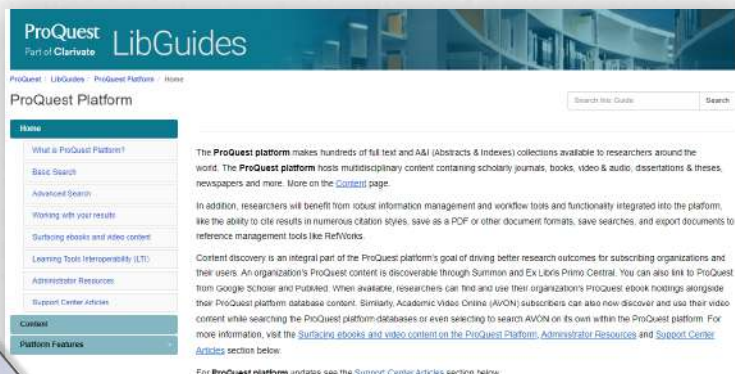 ProQuest
Part of Clarivate
LibGuides
ProQuest / LibGuides / ProQuest Platform / Home
ProQuest Platform
Search this Guide
Search
Home
What is ProQuest Platform?
Basic Search
Advanced Search
Working with your results
Surfacing ebooks and video content
Learning Tools Interoperability (LTI)
Administrator Resources
Support Center Articles
Content
Platform Features
The ProQuest platform makes hundreds of full text and A&I (Abstracts & Indexes) collections available to researchers around the
world. The ProQuest platform hosts multidisciplinary content containing scholarly journals, books, video & audio, dissertations & theses,
newspapers and more. More on the Content page.
In addition, researchers will benefit from robust information management and workflow tools and functionality integrated into the platform,
like the ability to cite results in numerous citation styles, save as a PDF or other document formats, save searches, and export documents to
reference management tools like RefWorks.
Content discovery is an integral part of the ProQuest platform's goal of driving better research outcomes for subscribing organizations and
their users. An organization's ProQuest content is discoverable through Summon and Ex Libris Primo Central. You can also link to ProQuest
from Google Scholar and PubMed. When available, researchers can find and use their organization's ProQuest ebook holdings alongside
their ProQuest platform database content. Similarly, Academic Video Online (AVON) subscribers can also now discover and use their video
content while searching the ProQuest platform databases or even selecting to search AVON on its own within the ProQuest platform. For
more information, visit the Surfacing ebooks and video content on the ProQuest Platform, Administrator Resources and Support Center
Articles section below.
For ProQuest platform updates see the Support Center Articles section below.